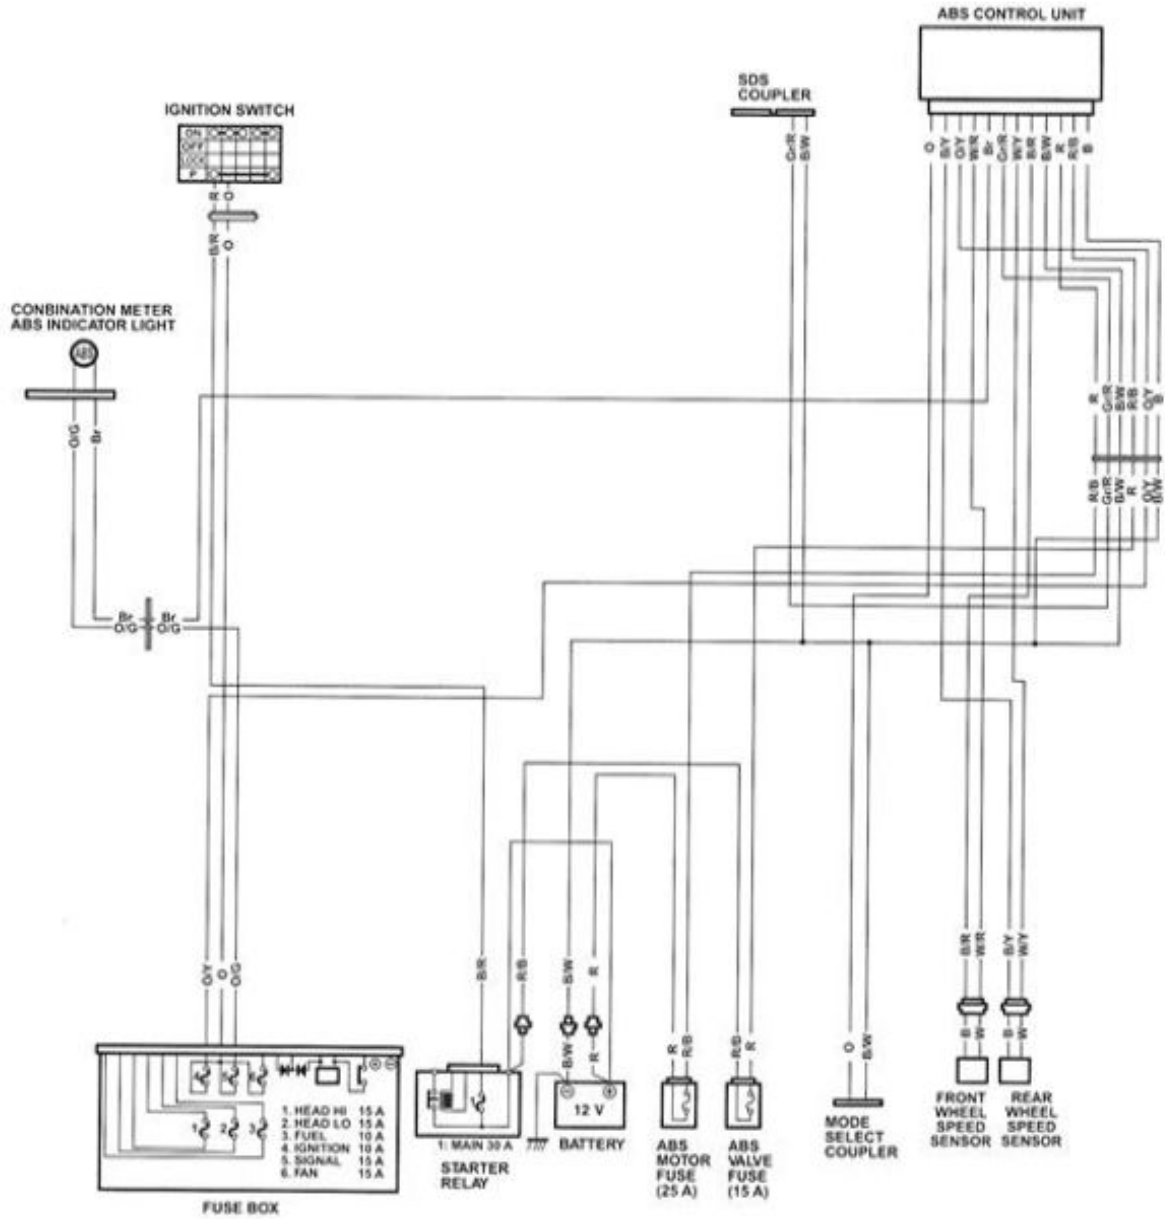 ABS CONTROL UNIT
SDS
COUPLER
IGNITION SWITCH
ON
OFF
LOCK
P
R O
B/R O
Gr/R
B/W
O
B/Y
O/Y
W/R
Br
Gr/R
W/Y
B/R
B/W
R
R/B
B
CONBINATION METER
ABS INDICATOR LIGHT
ABS
O/G
Br
R
Gr/R
B/W
R/B
O/Y
B
R/B
Gr/R
B/W
R
O/Y
B/W
Br Br
O/G O/G
O/Y
O
O/G
B/R
R/B
B/W
R
B/R
W/R
B/Y
W/Y
B/W
R
R
R/B
R/B
R
O
B/W
B
W
B
W
1 2 3
1. HEAD HI 15 A
2. HEAD LO 15 A
3. FUEL 10 A
4. IGNITION 10 A
5. SIGNAL 15 A
6. FAN 15 A
FUSE BOX
1: MAIN 30 A
STARTER
RELAY
12 V
BATTERY
ABS
MOTOR
FUSE
(25 A)
ABS
VALVE
FUSE
(15 A)
MODE
SELECT
COUPLER
FRONT
WHEEL
SPEED
SENSOR
REAR
WHEEL
SPEED
SENSOR